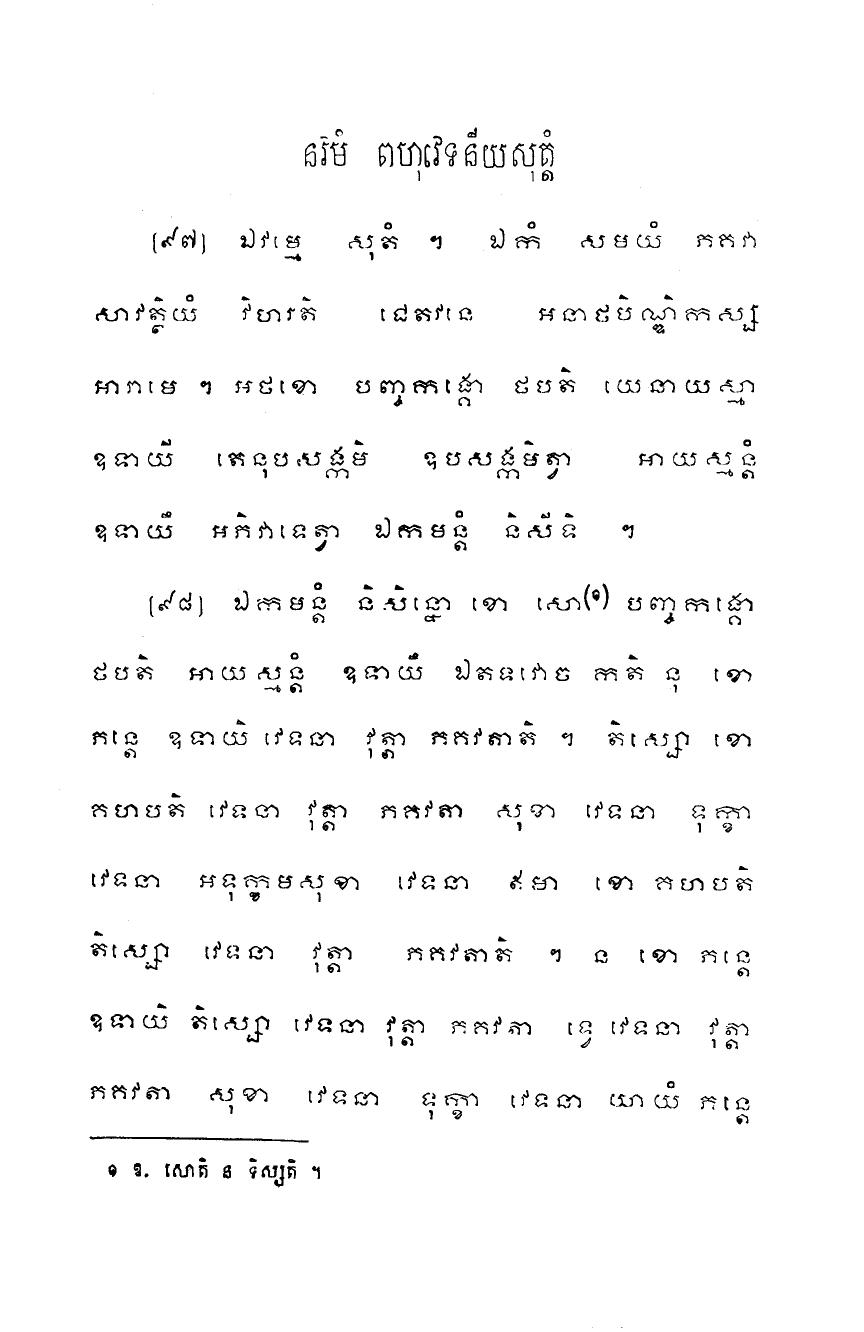 នវមំ ពហុវេទនីយសុត្តំ
[៩៧] ឯវម្មេ សុតំ ។ ឯកំ សមយំ ភគវា
សាវត្ថិយំ វិហរតិ ជេតវនេ អនាថបិណ្ឌិកស្ស
អារាមេ ។ អថខោ បញ្ចកង្គោ ថបតិ យេនាយស្មា
ឧទាយី តេនុបសង្កមិ ឧបសង្កមិត្វា អាយស្មន្តំ
ឧទាយឹ អភិវាទេត្វា ឯកមន្តំ និសីទិ ។
[៩៨] ឯកមន្តំ និសិន្នោ ខោ សោ(១) បញ្ចកង្គោ
ថបតិ អាយស្មន្តំ ឧទាយឹ ឯតទវោច កតិ នុ ខោ
ភន្តេ ឧទាយិ វេទនា វុត្តា ភគវតាតិ ។ តិស្សោ ខោ
គហបតិ វេទនា វុត្តា ភគវតា សុខា វេទនា ទុក្ខា
វេទនា អទុក្ខមសុខា វេទនា ឥមា ខោ គហបតិ
តិស្សោ វេទនា វុត្តា ភគវតាតិ ។ ន ខោ ភន្តេ
ឧទាយិ តិស្សោ វេទនា វុត្តា ភគវតា ទ្វេ វេទនា វុត្តា
ភគវតា សុខា វេទនា ទុក្ខា វេទនា យាយំ ភន្តេ
១ ឱ. សោតិ ន ទិស្សតិ ។